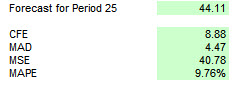 Forecast for Period 25 44.11
CFE 8.88
MAD 4.47
MSE 40.78
MAPE 9.76%